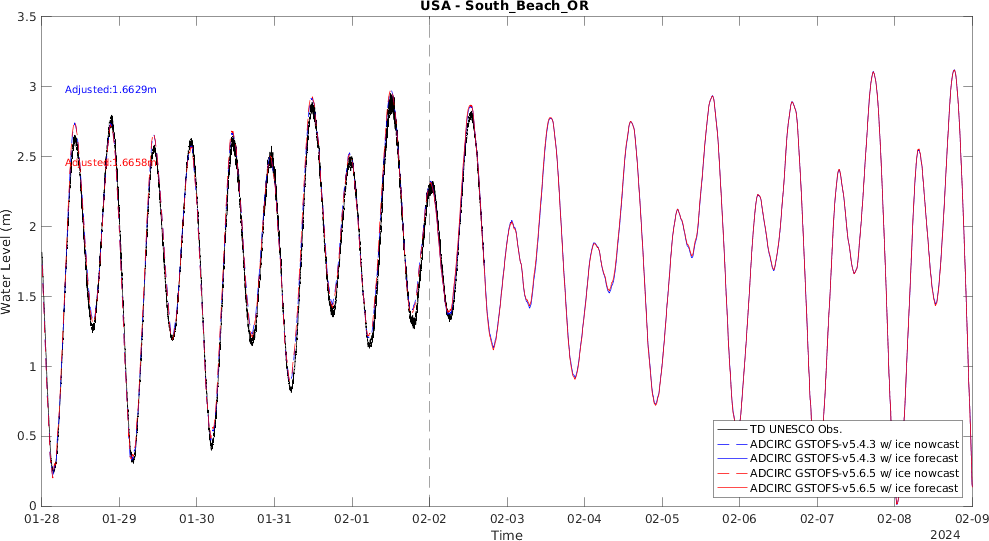 USA - South_Beach_OR
3.5
3
2.5
2
1.5
1
0.5
0
Water Level (m)
Adjusted:1.6629m
Adjusted:1.6658m
TD UNESCO Obs.
ADCIRC GSTOFS-v5.4.3 w/ ice nowcast
ADCIRC GSTOFS-v5.4.3 w/ ice forecast
ADCIRC GSTOFS-v5.6.5 w/ ice nowcast
ADCIRC GSTOFS-v5.6.5 w/ ice forecast
01-28 01-29 01-30 01-31 02-01 02-02 02-03 02-04 02-05 02-06 02-07 02-08 02-09
Time
2024